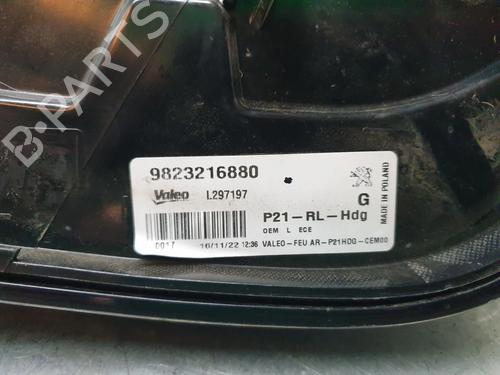 B-PARTS
9823216880
Valeo L297197
G
P21-RL-Hdg
OEM L ECE
0017 16/11/22 12:36 VALEO-FEU AR-P21HDG-CEM00
MADE IN POLAND